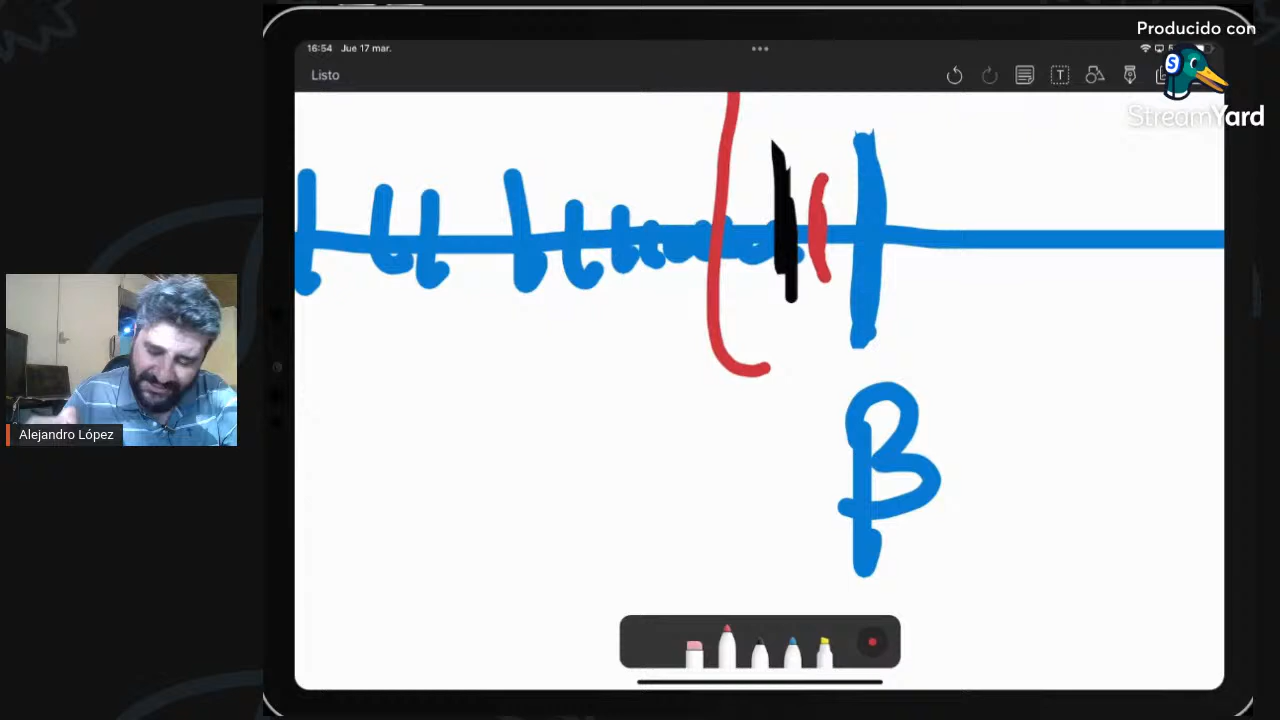 Producido con
16:54 Jue 17 mar.
Listo
T
S
StreamYard
Alejandro López
β